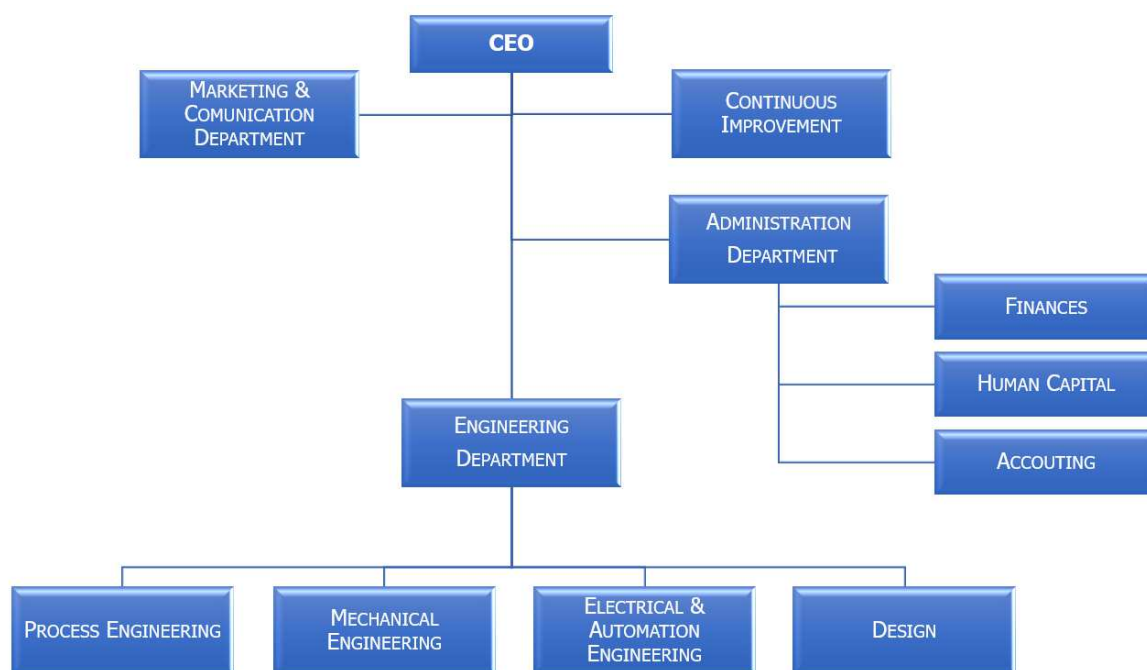 CEO
MARKETING &
COMUNICATION
DEPARTMENT
CONTINUOUS
IMPROVEMENT
ADMINISTRATION
DEPARTMENT
FINANCES
HUMAN CAPITAL
ACCOUTING
ENGINEERING
DEPARTMENT
PROCESS ENGINEERING
MECHANICAL
ENGINEERING
ELECTRICAL &
AUTOMATION
ENGINEERING
DESIGN